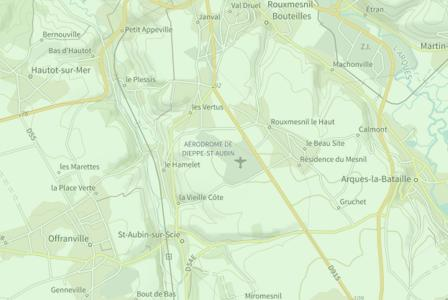 Val Druel
Rouxmesnil
Bouteilles
Étran
Janval
Bernouville
Petit Appeville
Z.I.
Martin-
Bas d'Hautot
Machonville
ARQUES
Hautot-sur-Mer
le Plessis
les Vertus
D55
Rouxmesnil le Haut
Calmont
AÉRODROME DE
DIEPPE-ST-AUBIN
le Beau Site
les Marettes
le Hamelet
Résidence du Mesnil
la Place Verte
Arques-la-Bataille
la Vieille Côte
Gruchet
Offranville
St-Aubin-sur-Scie
D54E
D915
Genneville
Bout de Bas
Miromesnil